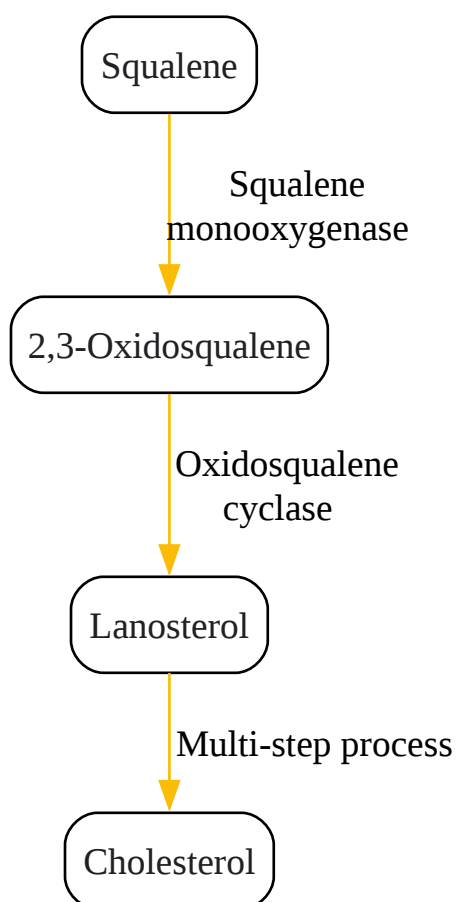 Squalene
Squalene
monooxygenase
2,3-Oxidosqualene
Oxidosqualene
cyclase
Lanosterol
Multi-step process
Cholesterol